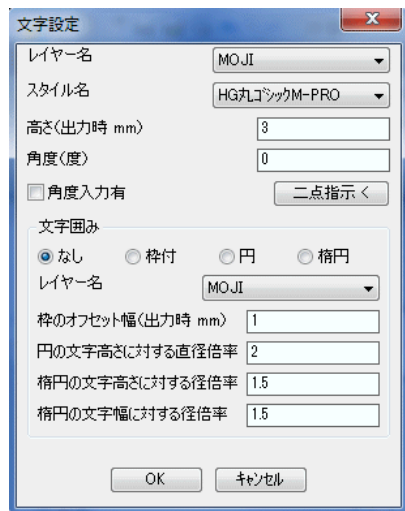 文字設定
レイヤー名 MOJI
スタイル名 HG丸ゴシックM-PRO
高さ(出力時 mm) 3
角度(度) 0
角度入力有 二点指示 <
文字囲み
なし 枠付 円 楕円
レイヤー名 MOJI
枠のオフセット幅(出力時 mm) 1
円の文字高さに対する直径倍率 2
楕円の文字高さに対する径倍率 1.5
楕円の文字幅に対する径倍率 1.5
OK キャンセル